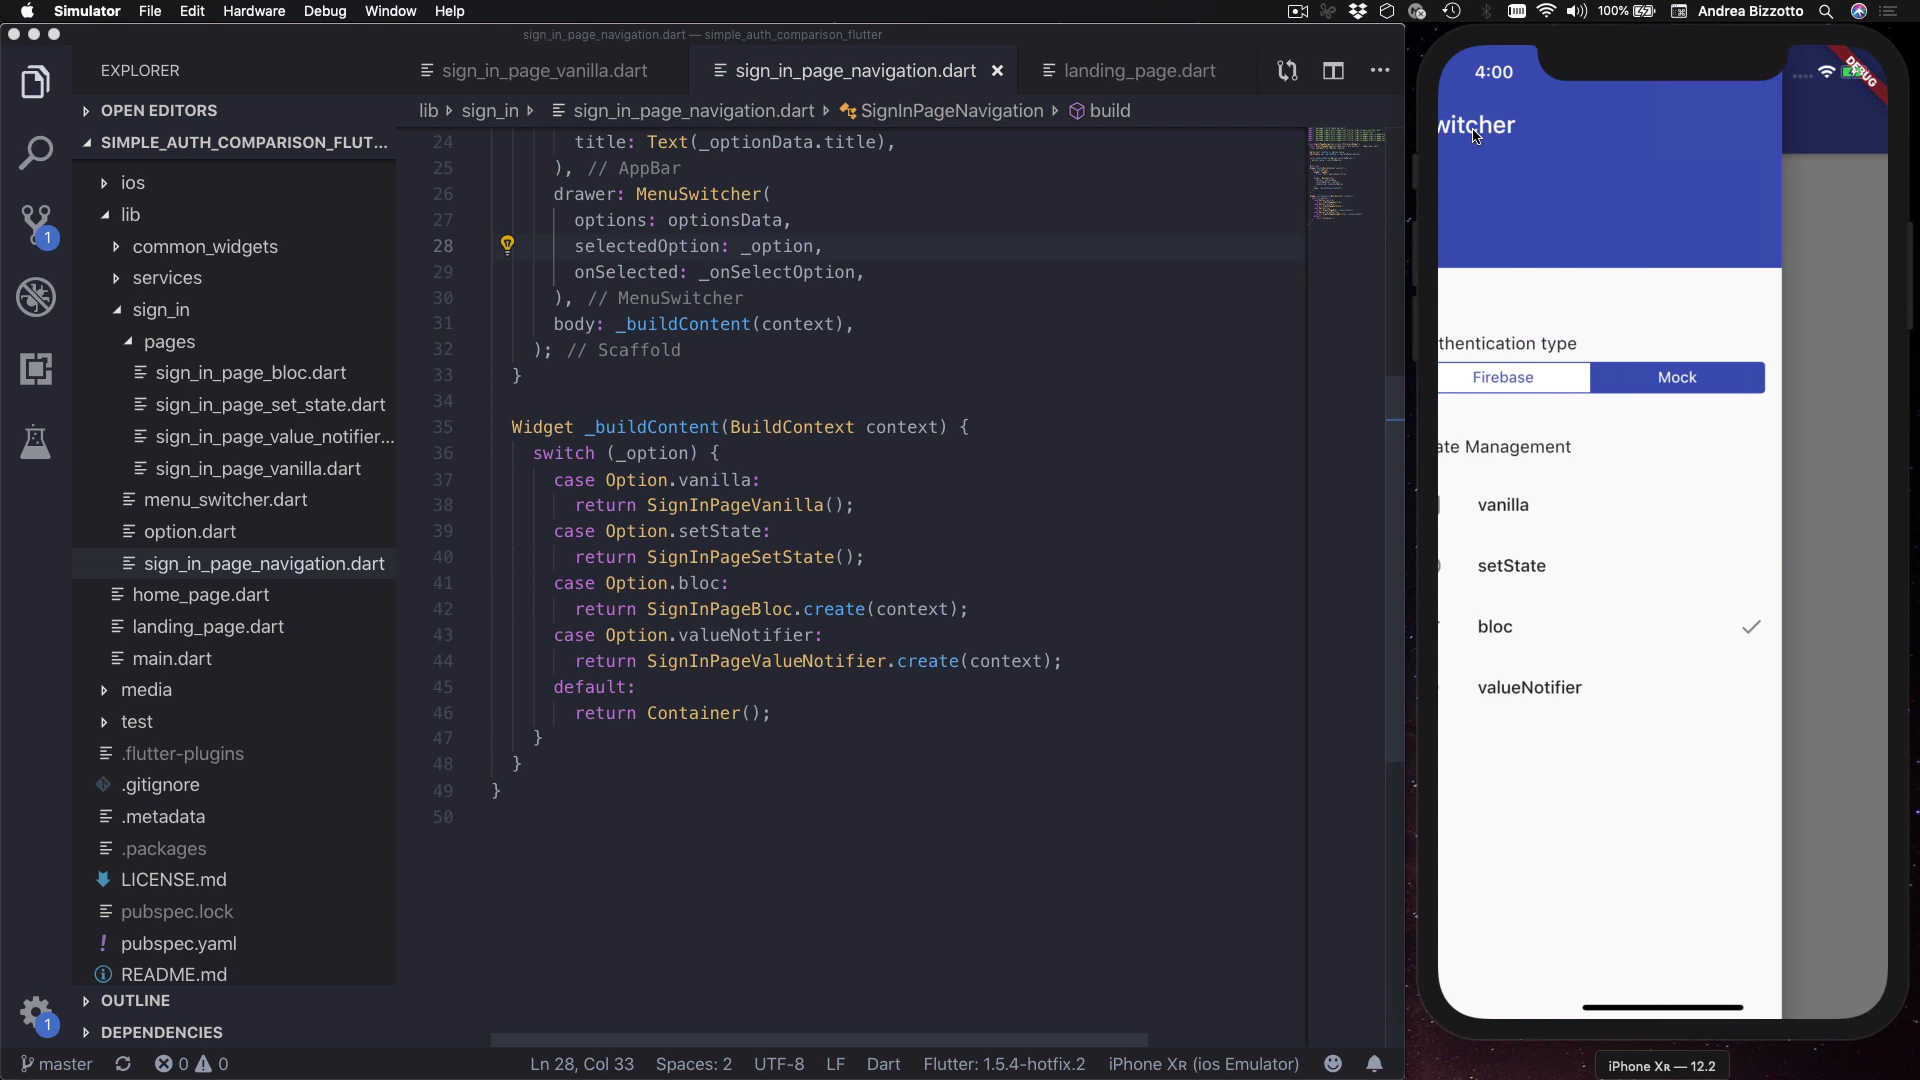 Simulator File Edit Hardware Debug Window Help 100% Andrea Bizzotto
sign_in_page_navigation.dart — simple_auth_comparison_flutter
EXPLORER
sign_in_page_vanilla.dart
sign_in_page_navigation.dart
landing_page.dart
lib sign_in sign_in_page_navigation.dart SignInPageNavigation build
OPEN EDITORS
SIMPLE_AUTH_COMPARISON_FLUT...
ios
lib
common_widgets
services
sign_in
pages
sign_in_page_bloc.dart
sign_in_page_set_state.dart
sign_in_page_value_notifier...
sign_in_page_vanilla.dart
menu_switcher.dart
option.dart
sign_in_page_navigation.dart
home_page.dart
landing_page.dart
main.dart
media
test
.flutter-plugins
.gitignore
.metadata
.packages
LICENSE.md
pubspec.lock
pubspec.yaml
README.md
OUTLINE
DEPENDENCIES
1
1
24 title: Text(_optionData.title),
25 ), // AppBar
26 drawer: MenuSwitcher(
27 options: optionsData,
28 selectedOption: _option,
29 onSelected: _onSelectOption,
30 ), // MenuSwitcher
31 body: _buildContent(context),
32 ); // Scaffold
33 }
34
35 Widget _buildContent(BuildContext context) {
36 switch (_option) {
37 case Option.vanilla:
38 return SignInPageVanilla();
39 case Option.setState:
40 return SignInPageSetState();
41 case Option.bloc:
42 return SignInPageBloc.create(context);
43 case Option.valueNotifier:
44 return SignInPageValueNotifier.create(context);
45 default:
46 return Container();
47 }
48 }
49 }
50
master 0 0 Ln 28, Col 33 Spaces: 2 UTF-8 LF Dart Flutter: 1.5.4-hotfix.2 iPhone XR (ios Emulator)
4:00
DEBUG
witcher
thentication type
Firebase Mock
ate Management
vanilla
setState
bloc
valueNotifier
iPhone XR — 12.2